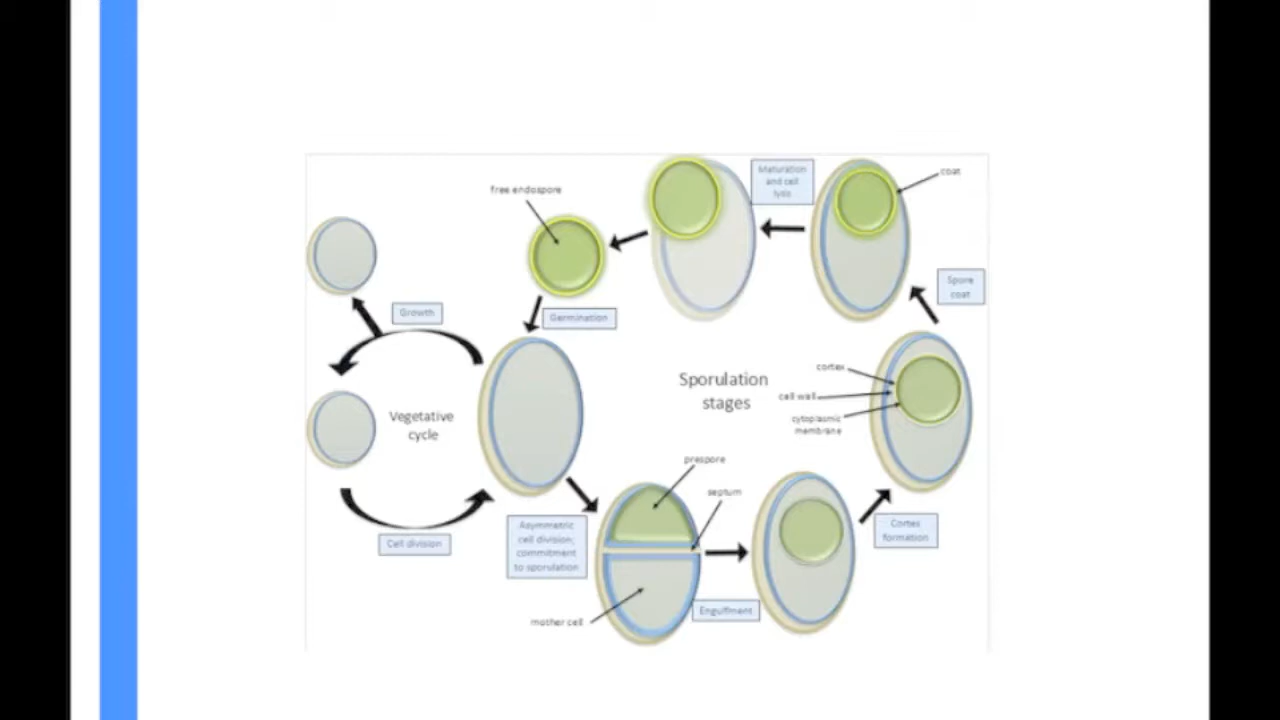 free endospore
Maturation
and cell
lysis
coat
Growth
Germination
Spore
coat
Sporulation
stages
cortex
cell wall
cytoplasmic
membrane
Vegetative
cycle
prespore
septum
Asymmetric
cell division;
commitment
to sporulation
Cell division
Cortex
formation
Engulfment
mother cell